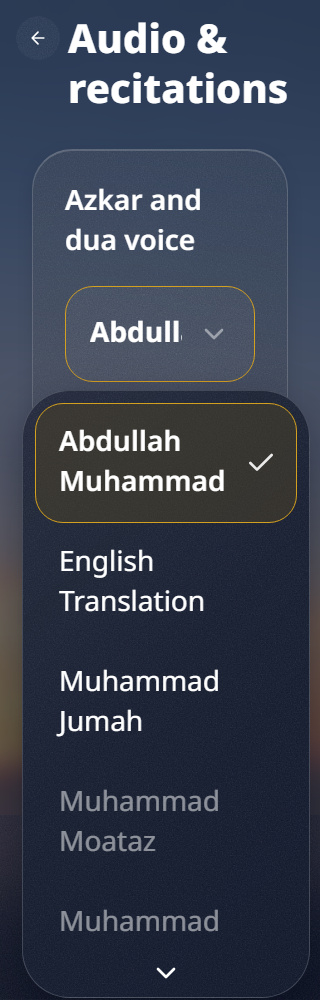 Audio &
recitations
Azkar and
dua voice
Abdull
Abdullah
Muhammad
English
Translation
Muhammad
Jumah
Muhammad
Moataz
Muhammad